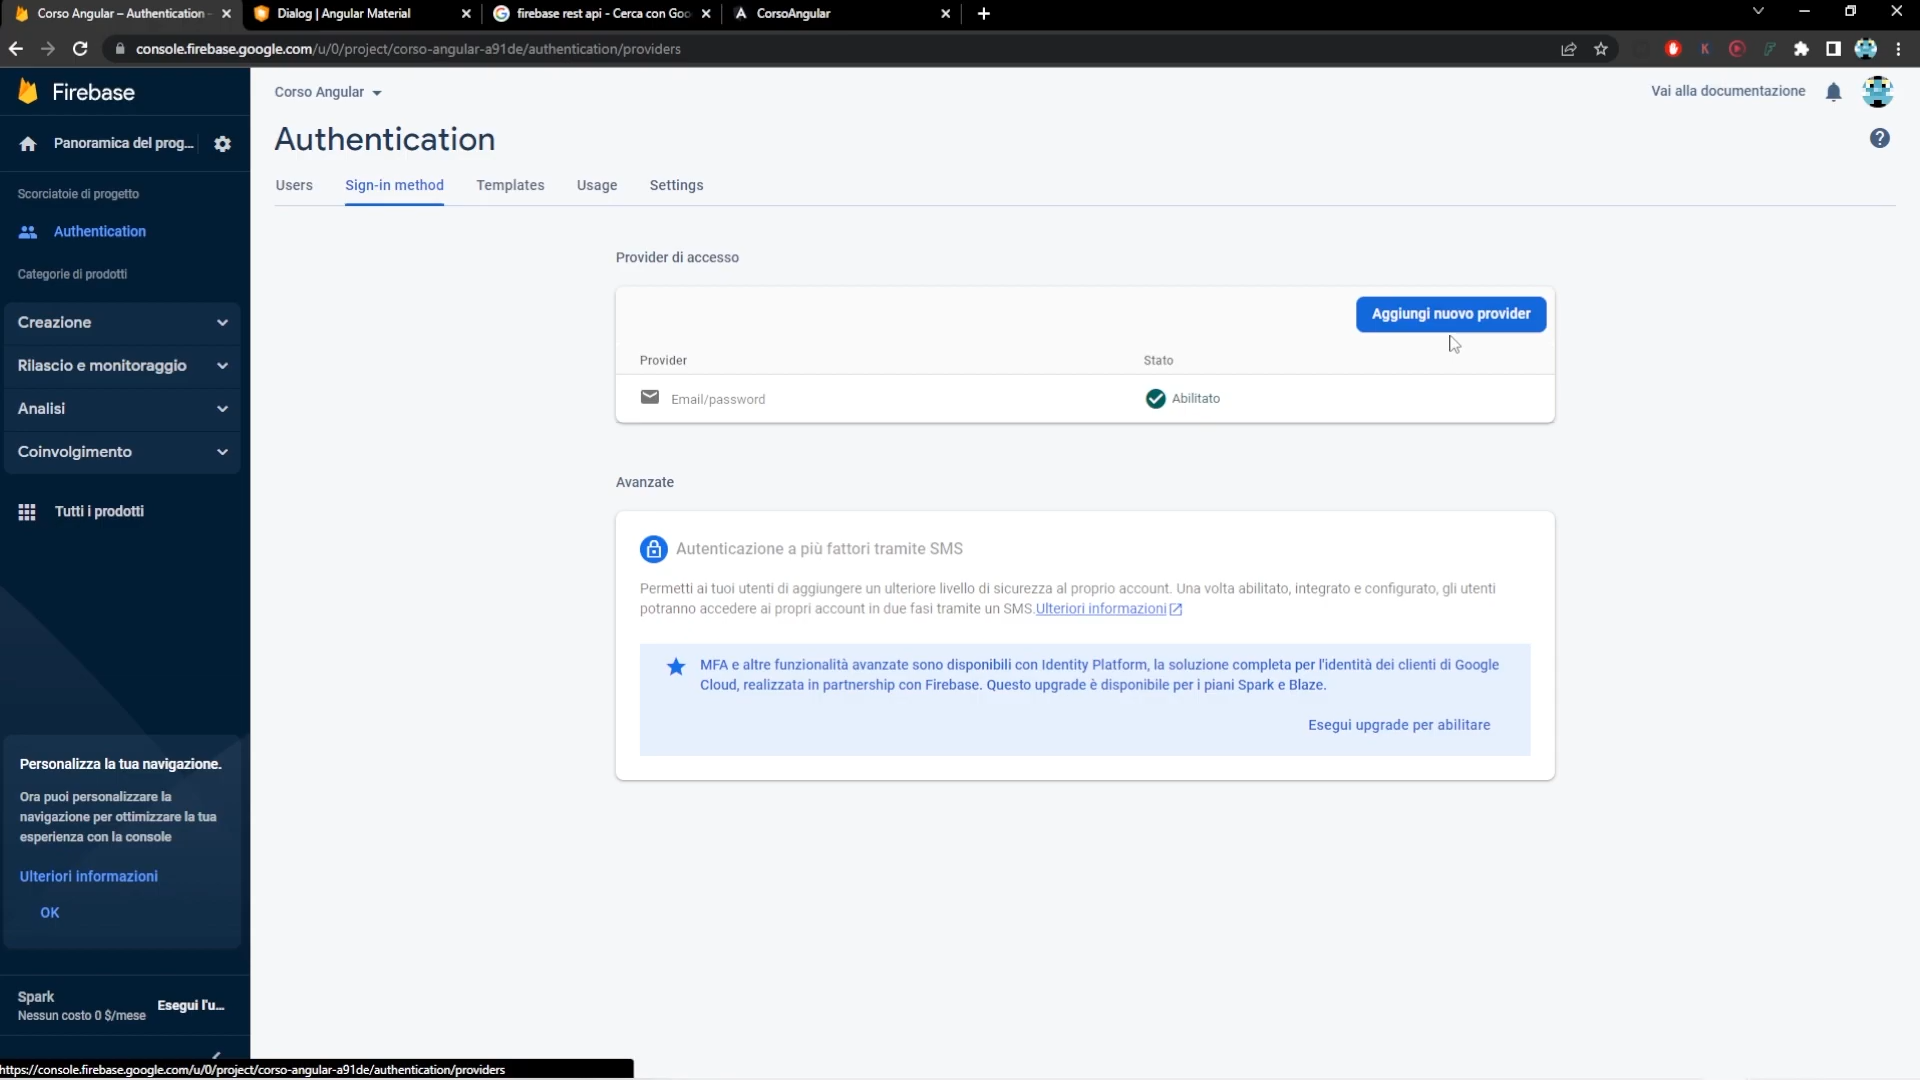 Corso Angular – Authentication –
Dialog | Angular Material
firebase rest api - Cerca con Goo
CorsoAngular
console.firebase.google.com/u/0/project/corso-angular-a91de/authentication/providers
Firebase
Corso Angular
Vai alla documentazione
Panoramica del prog...
Authentication
Users
Sign-in method
Templates
Usage
Settings
Scorciatoie di progetto
Authentication
Categorie di prodotti
Creazione
Rilascio e monitoraggio
Analisi
Coinvolgimento
Tutti i prodotti
Provider di accesso
Aggiungi nuovo provider
Provider
Stato
Email/password
Abilitato
Avanzate
Autenticazione a più fattori tramite SMS
Permetti ai tuoi utenti di aggiungere un ulteriore livello di sicurezza al proprio account. Una volta abilitato, integrato e configurato, gli utenti
potranno accedere ai propri account in due fasi tramite un SMS.Ulteriori informazioni
MFA e altre funzionalità avanzate sono disponibili con Identity Platform, la soluzione completa per l'identità dei clienti di Google
Cloud, realizzata in partnership con Firebase. Questo upgrade è disponibile per i piani Spark e Blaze.
Esegui upgrade per abilitare
Personalizza la tua navigazione.
Ora puoi personalizzare la
navigazione per ottimizzare la tua
esperienza con la console
Ulteriori informazioni
OK
Spark
Nessun costo 0 $/mese
Esegui l'u...
https://console.firebase.google.com/u/0/project/corso-angular-a91de/authentication/providers